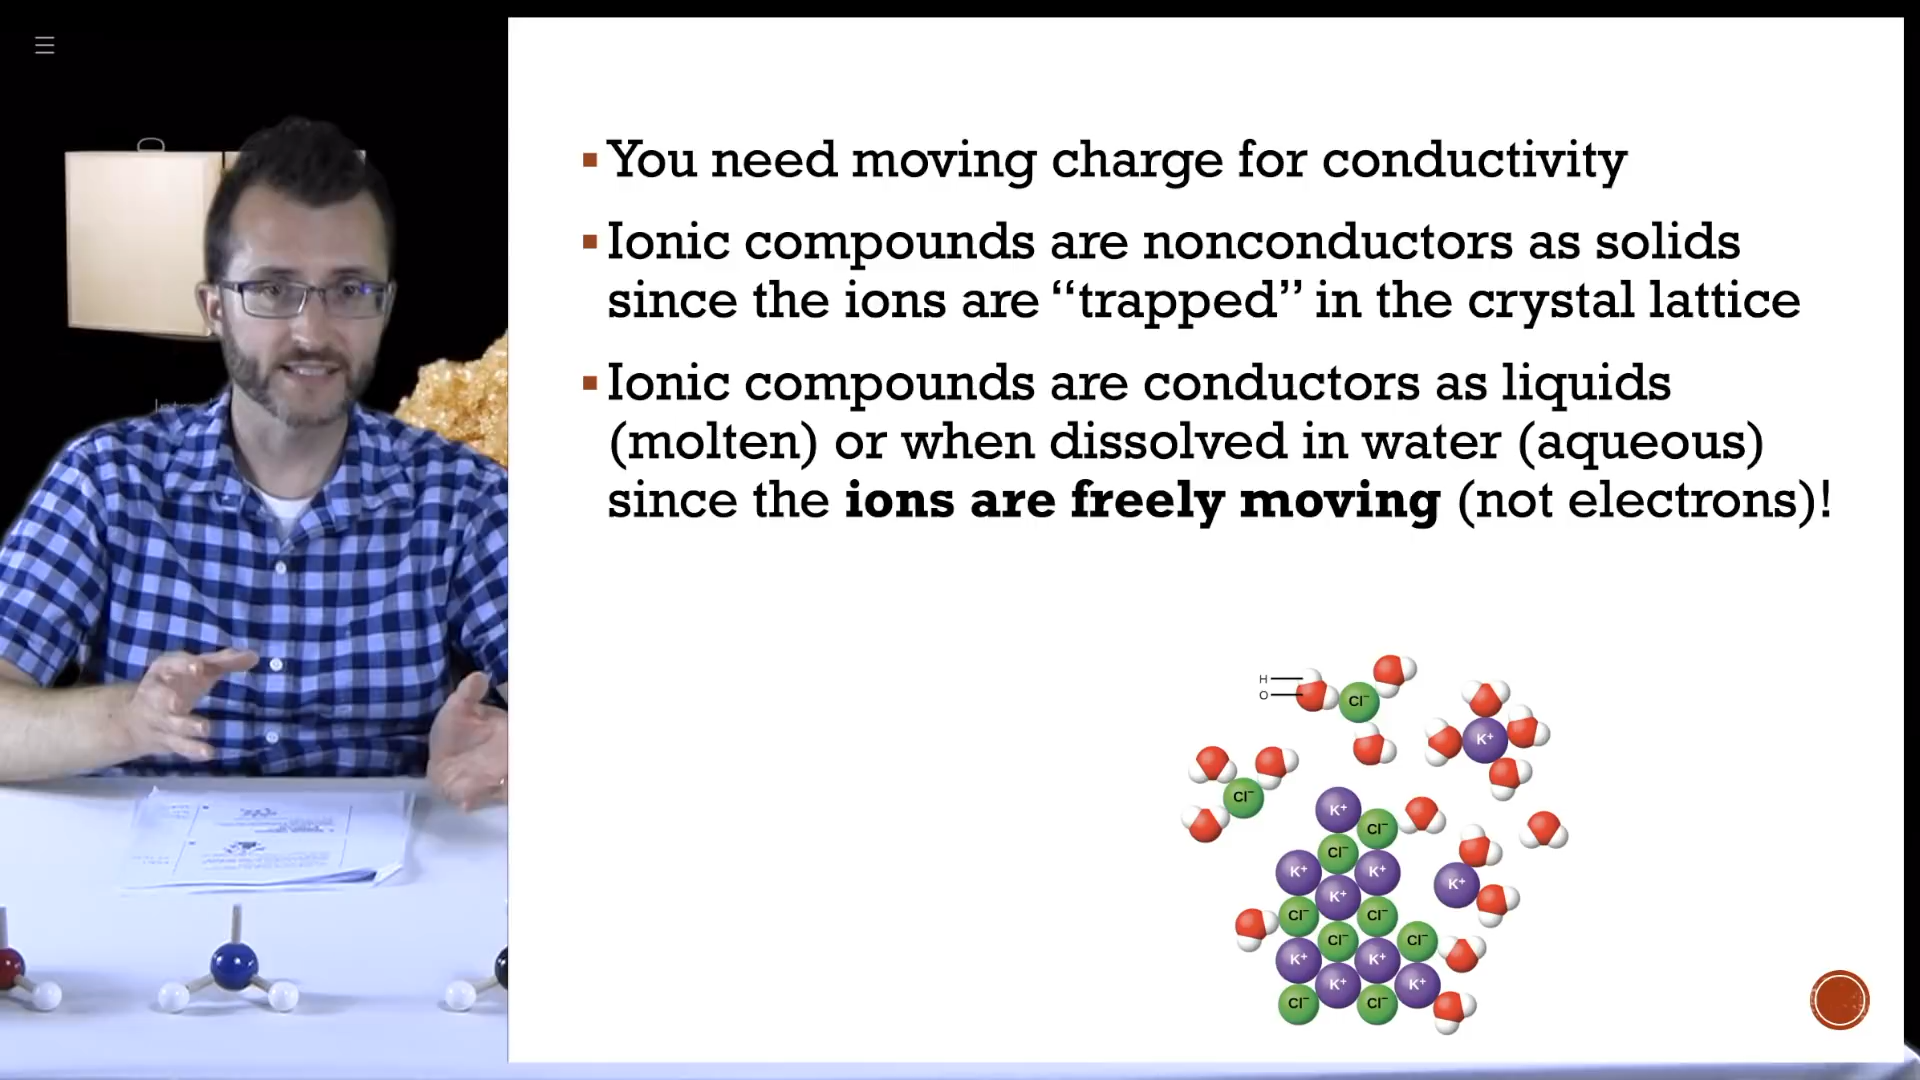 ▪ You need moving charge for conductivity
▪ Ionic compounds are nonconductors as solids
since the ions are “trapped” in the crystal lattice
▪ Ionic compounds are conductors as liquids
(molten) or when dissolved in water (aqueous)
since the ions are freely moving (not electrons)!
H
O
Cl⁻
K⁺
Cl⁻
K⁺
Cl⁻
Cl⁻
K⁺
K⁺
K⁺
K⁺
Cl⁻
Cl⁻
Cl⁻
Cl⁻
K⁺
K⁺
K⁺
K⁺
Cl⁻
Cl⁻